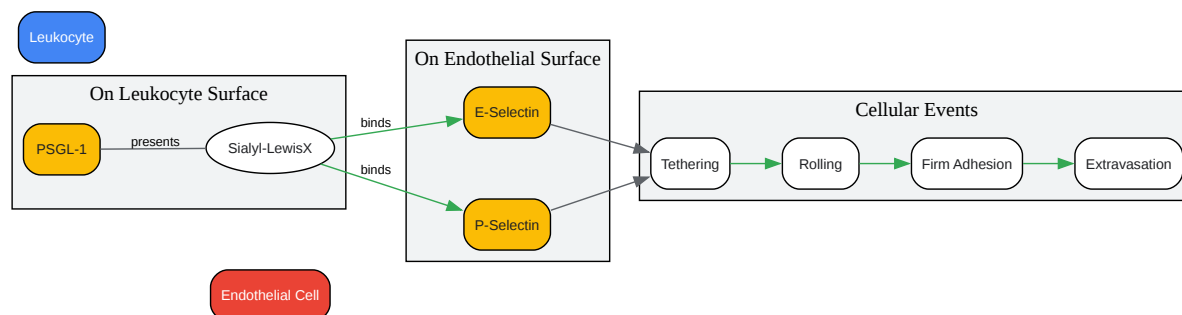 Leukocyte
On Leukocyte Surface
PSGL-1
presents
Sialyl-LewisX
binds
binds
On Endothelial Surface
E-Selectin
P-Selectin
Cellular Events
Tethering
Rolling
Firm Adhesion
Extravasation
Endothelial Cell